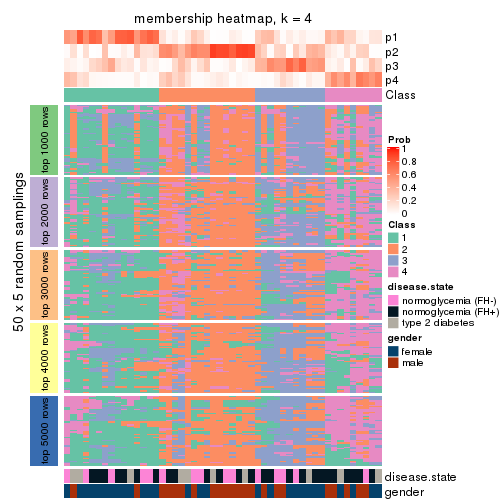 membership heatmap, k = 4
p1
p2
p3
p4
Class
50 x 5 random samplings
top 1000 rows
top 2000 rows
top 3000 rows
top 4000 rows
top 5000 rows
Prob
1
0.8
0.6
0.4
0.2
0
Class
1
2
3
4
disease.state
normoglycemia (FH-)
normoglycemia (FH+)
type 2 diabetes
gender
female
male
disease.state
gender